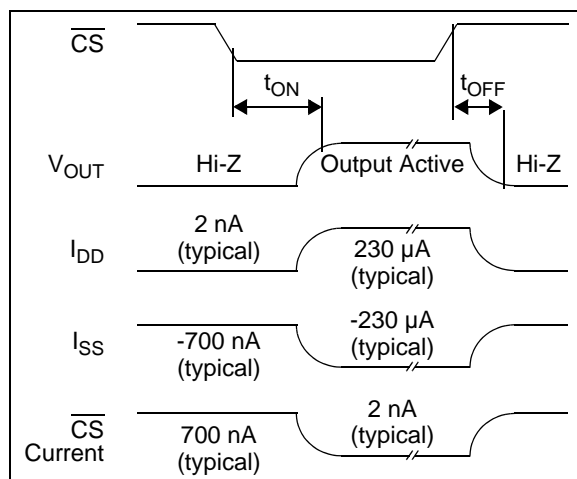 CS
tON
tOFF
VOUT
Hi-Z
Output Active
Hi-Z
IDD
2 nA
(typical)
230 µA
(typical)
ISS
-700 nA
(typical)
-230 µA
(typical)
CS
Current
700 nA
(typical)
2 nA
(typical)